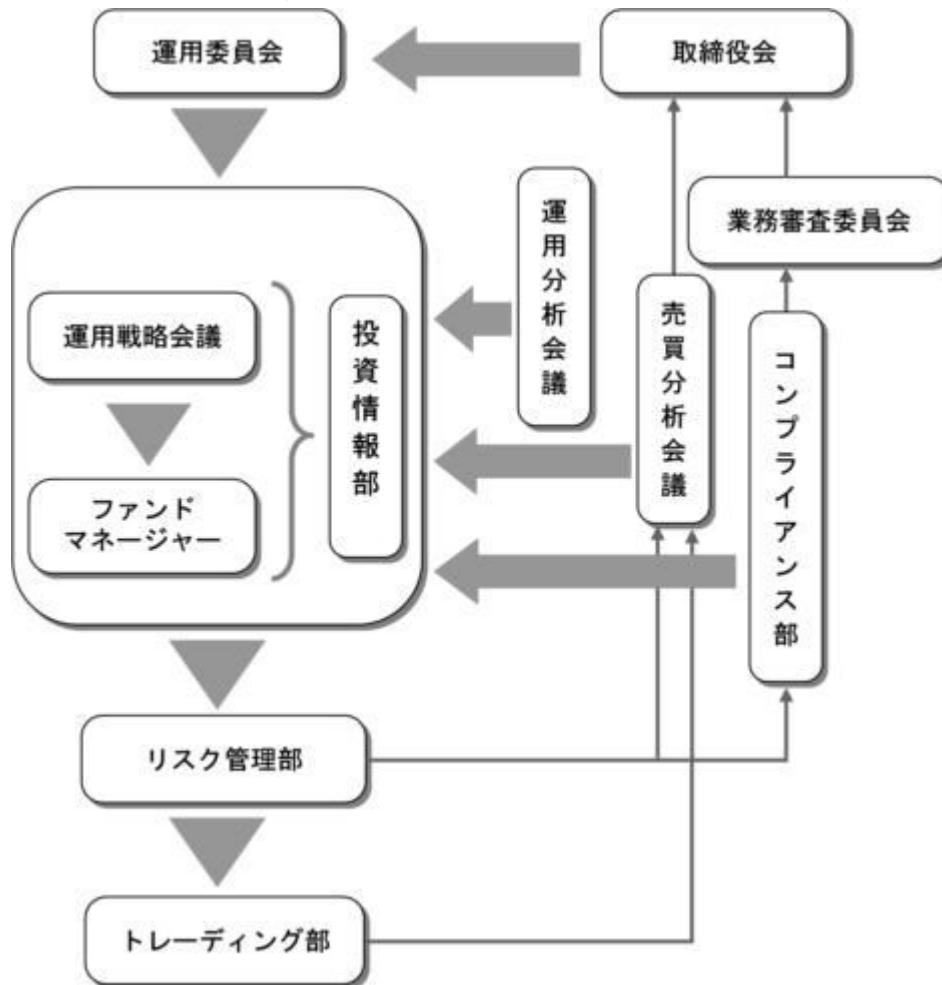 運用委員会
取締役会
業務審査委員会
運用分析会議
売買分析会議
コンプライアンス部
投資情報部
運用戦略会議
ファンド
マネージャー
リスク管理部
トレーディング部